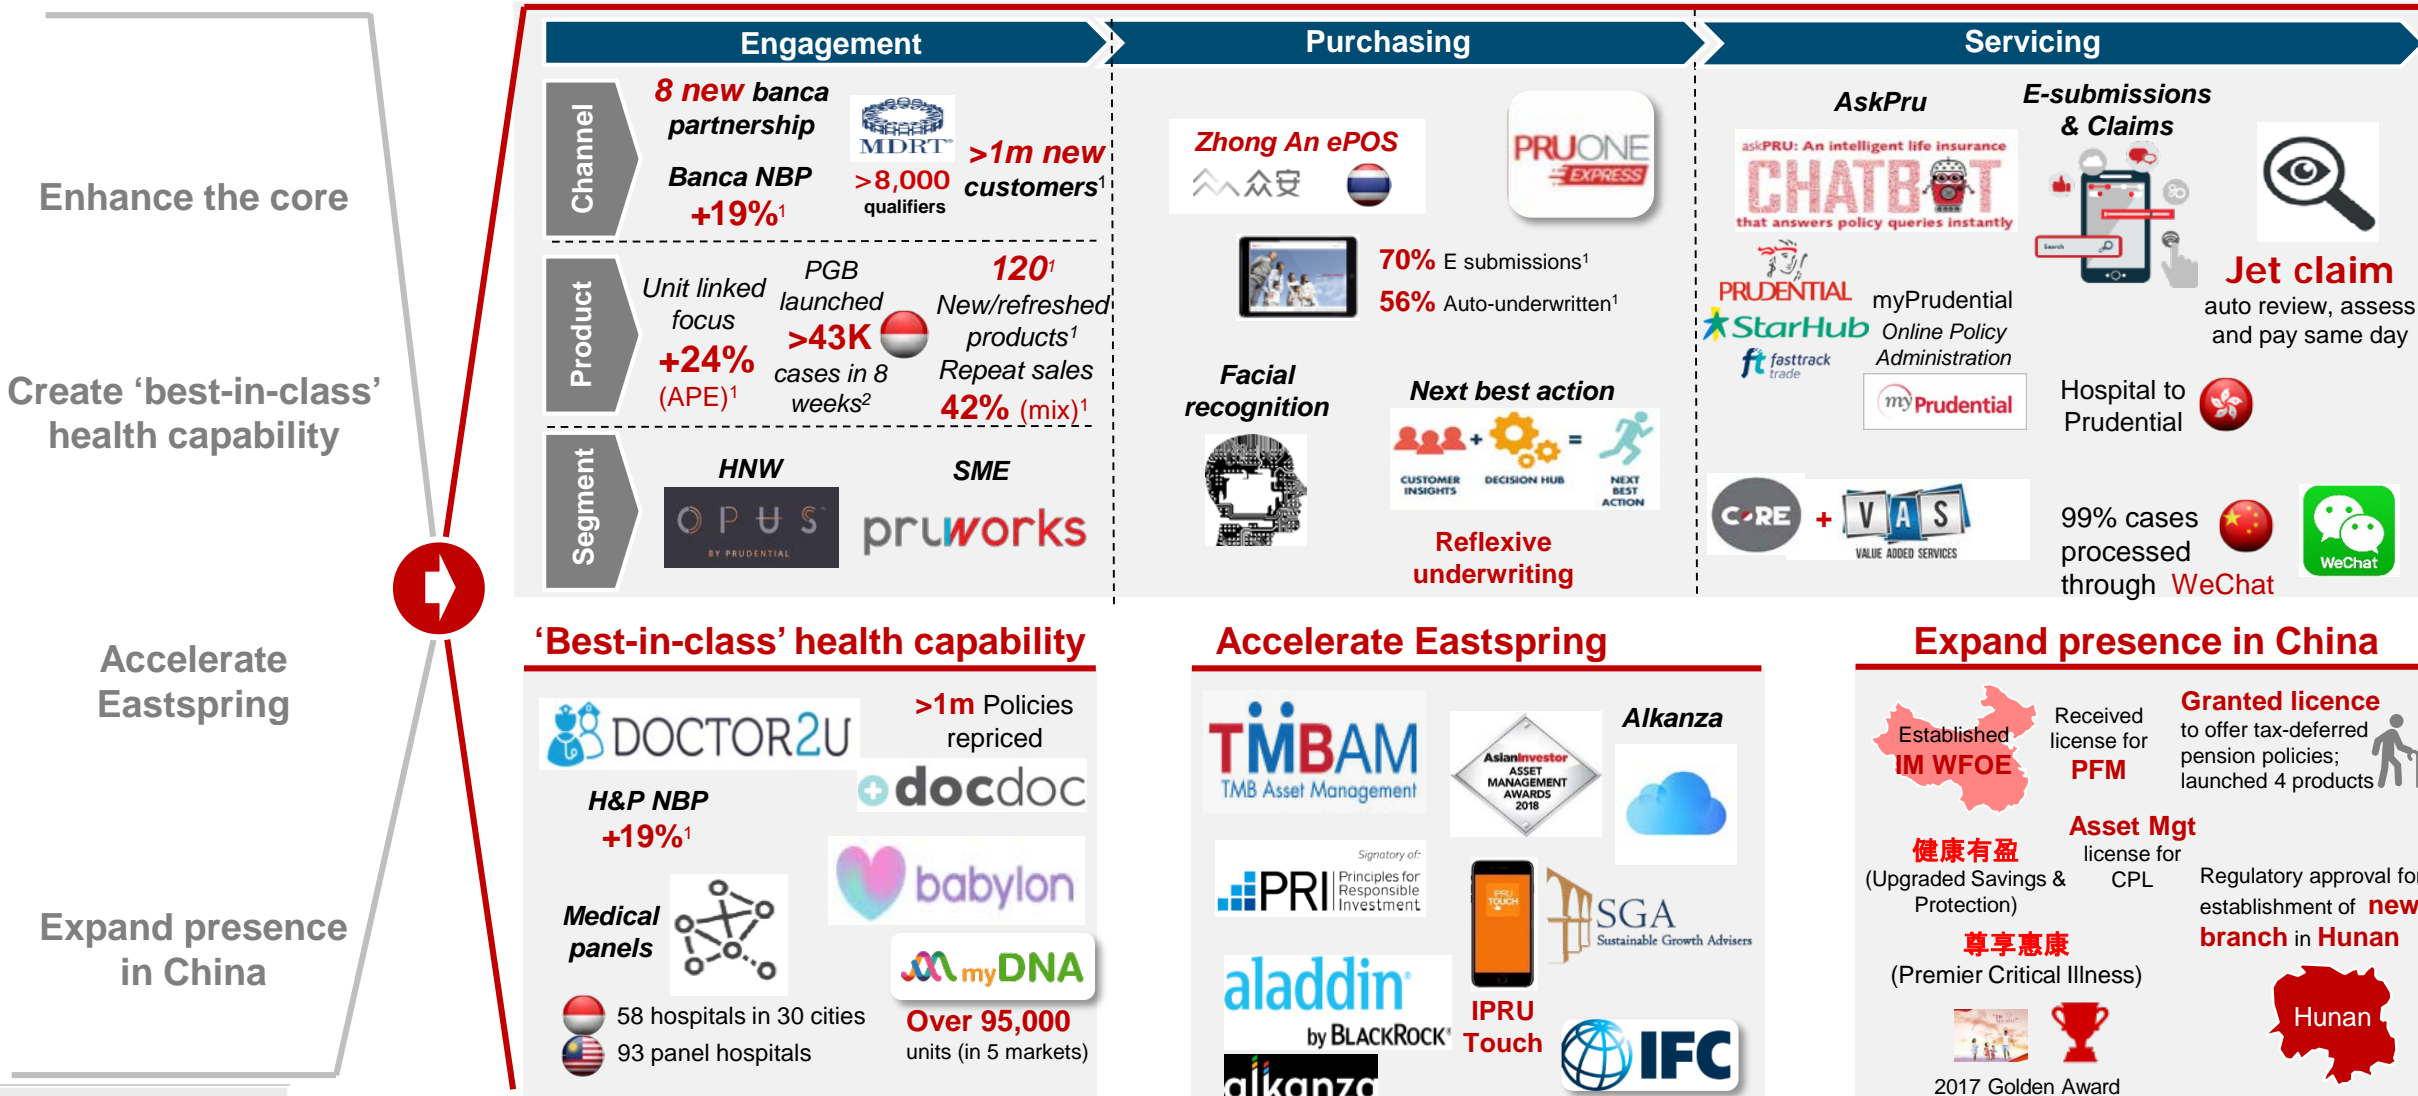 Enhance the core
Create ‘best-in-class’
health capability
Accelerate
Eastspring
Expand presence
in China
Engagement
Purchasing
Servicing
Channel
8 new banca
partnership
Banca NBP
+19%1
MDRT
>8,000
qualifiers
>1m new
customers1
Product
Unit linked
focus
+24%
(APE)1
PGB
launched
>43K
cases in 8
weeks2
1201
New/refreshed
products1
Repeat sales
42% (mix)1
Segment
HNW
OPUS
BY PRUDENTIAL
SME
pruworks
Zhong An ePOS
众安
PRUONE
EXPRESS
70% E submissions1
56% Auto-underwritten1
Facial
recognition
Next best action
CUSTOMER
INSIGHTS
+
DECISION HUB
=
NEXT
BEST
ACTION
Reflexive
underwriting
AskPru
askPRU: An intelligent life insurance
CHATBOT
that answers policy queries instantly
E-submissions
& Claims
Search
Jet claim
auto review, assess
and pay same day
PRUDENTIAL
StarHub
ft fasttrack
trade
myPrudential
Online Policy
Administration
myPrudential
Hospital to
Prudential
CORE
+
VAS
VALUE ADDED SERVICES
99% cases
processed
through WeChat
WeChat
‘Best-in-class’ health capability
DOCTOR2U
>1m Policies
repriced
docdoc
H&P NBP
+19%1
babylon
Medical
panels
myDNA
58 hospitals in 30 cities
93 panel hospitals
Over 95,000
units (in 5 markets)
Accelerate Eastspring
TMBAM
TMB Asset Management
AsianInvestor
ASSET
MANAGEMENT
AWARDS
2018
Alkanza
Signatory of:
PRI Principles for
Responsible
Investment
IPRU
TOUCH
SGA
Sustainable Growth Advisers
aladdin
by BLACKROCK
IPRU
Touch
alkanza
IFC
Expand presence in China
Established
IM WFOE
Received
license for
PFM
Granted licence
to offer tax-deferred
pension policies;
launched 4 products
健康有盈
(Upgraded Savings &
Protection)
Asset Mgt
license for
CPL
尊享惠康
(Premier Critical Illness)
Regulatory approval for
establishment of new
branch in Hunan
Hunan
2017 Golden Award